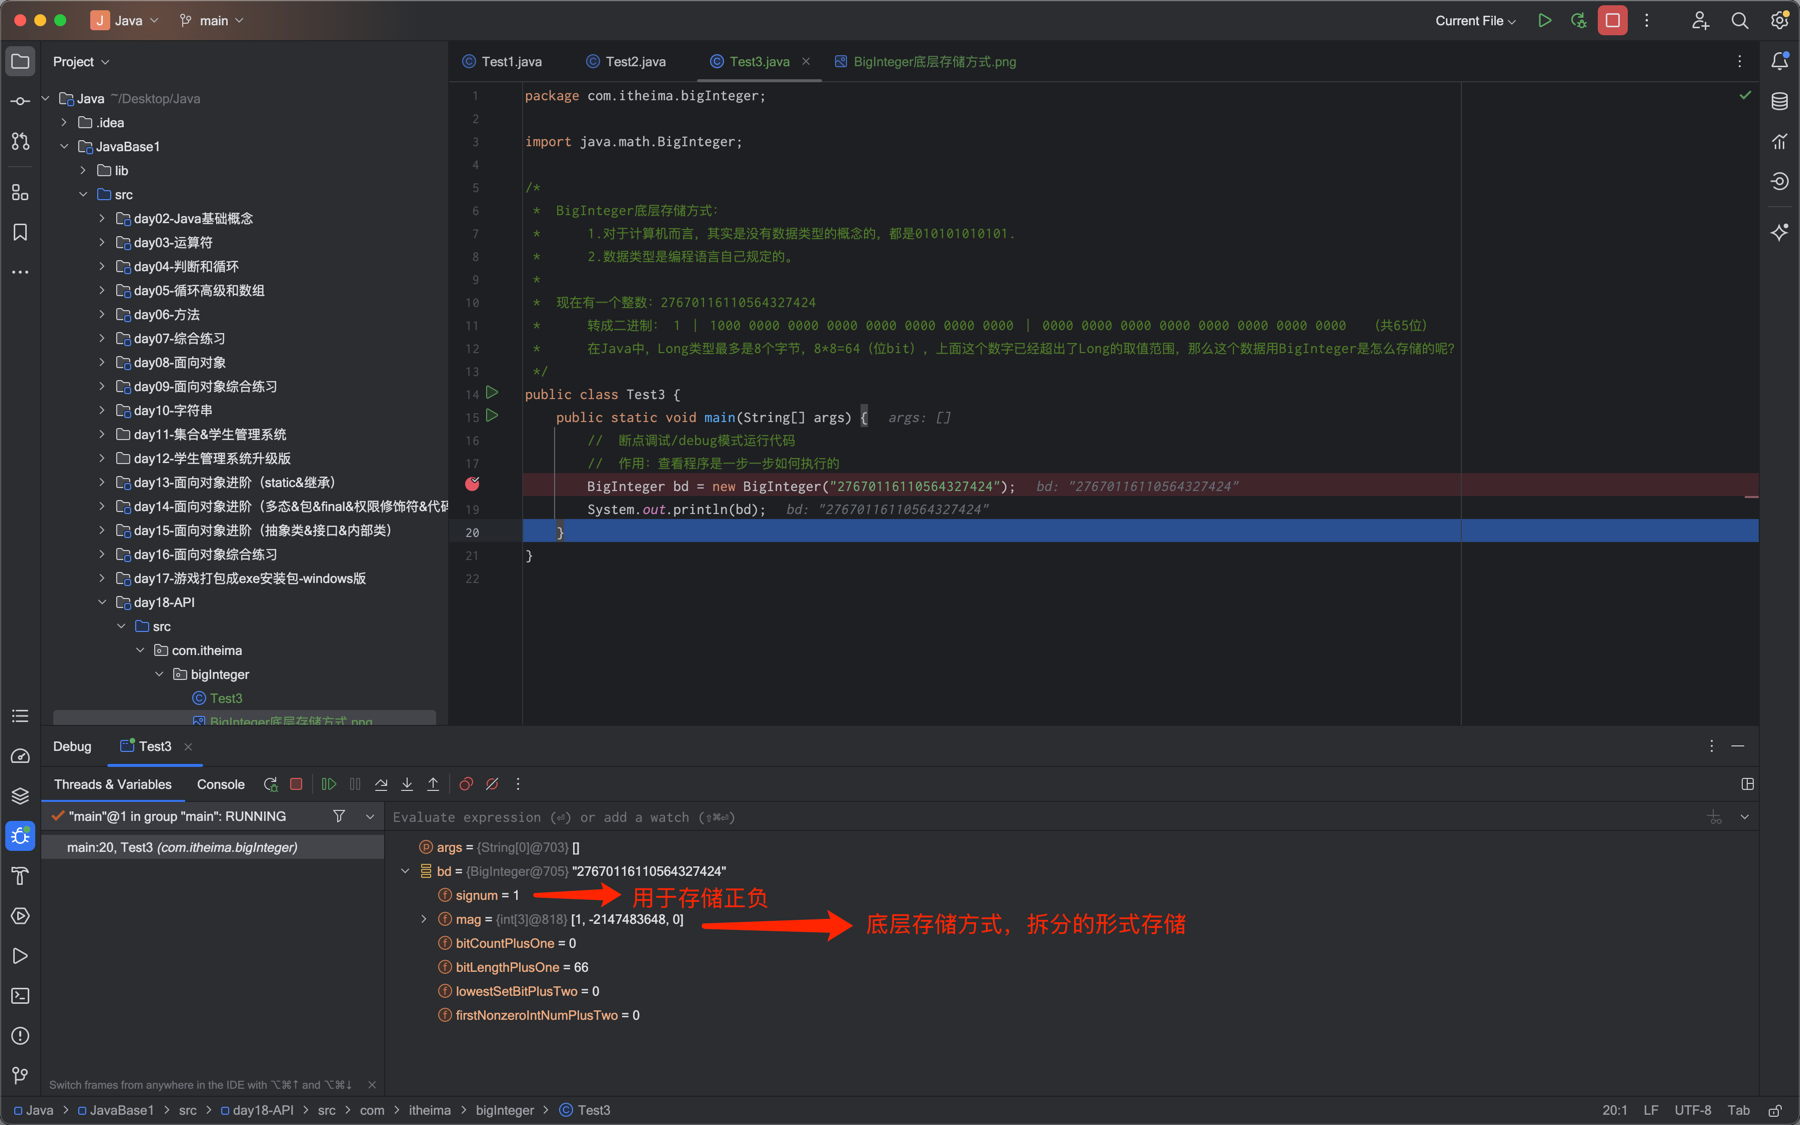 J Java main Current File
Project
Java ~/Desktop/Java
.idea
JavaBase1
lib
src
day02-Java基础概念
day03-运算符
day04-判断和循环
day05-循环高级和数组
day06-方法
day07-综合练习
day08-面向对象
day09-面向对象综合练习
day10-字符串
day11-集合&学生管理系统
day12-学生管理系统升级版
day13-面向对象进阶（static&继承）
day14-面向对象进阶（多态&包&final&权限修饰符&代码
day15-面向对象进阶（抽象类&接口&内部类）
day16-面向对象综合练习
day17-游戏打包成exe安装包-windows版
day18-API
src
com.itheima
bigInteger
Test3
BigInteger底层存储方式.png
Test1.java Test2.java Test3.java BigInteger底层存储方式.png
1 package com.itheima.bigInteger;
2
3 import java.math.BigInteger;
4
5 /*
6 * BigInteger底层存储方式：
7 * 1.对于计算机而言，其实是没有数据类型的概念的，都是010101010101.
8 * 2.数据类型是编程语言自己规定的。
9 *
10 * 现在有一个整数：27670116110564327424
11 * 转成二进制： 1 | 1000 0000 0000 0000 0000 0000 0000 0000 | 0000 0000 0000 0000 0000 0000 0000 0000 （共65位）
12 * 在Java中，Long类型最多是8个字节，8*8=64（位bit），上面这个数字已经超出了Long的取值范围，那么这个数据用BigInteger是怎么存储的呢?
13 */
14 public class Test3 {
15 public static void main(String[] args) { args: []
16 // 断点调试/debug模式运行代码
17 // 作用：查看程序是一步一步如何执行的
BigInteger bd = new BigInteger("27670116110564327424"); bd: "27670116110564327424"
19 System.out.println(bd); bd: "27670116110564327424"
20 }
21 }
22
Debug Test3
Threads & Variables Console
"main"@1 in group "main": RUNNING
main:20, Test3 (com.itheima.bigInteger)
Switch frames from anywhere in the IDE with ⌥⌘↑ and ⌥⌘↓
Evaluate expression (⏎) or add a watch (⇧⌘⏎)
args = {String[0]@703} []
bd = {BigInteger@705} "27670116110564327424"
signum = 1 用于存储正负
mag = {int[3]@818} [1, -2147483648, 0] 底层存储方式，拆分的形式存储
bitCountPlusOne = 0
bitLengthPlusOne = 66
lowestSetBitPlusTwo = 0
firstNonzeroIntNumPlusTwo = 0
Java > JavaBase1 > src > day18-API > src > com > itheima > bigInteger > Test3 20:1 LF UTF-8 Tab